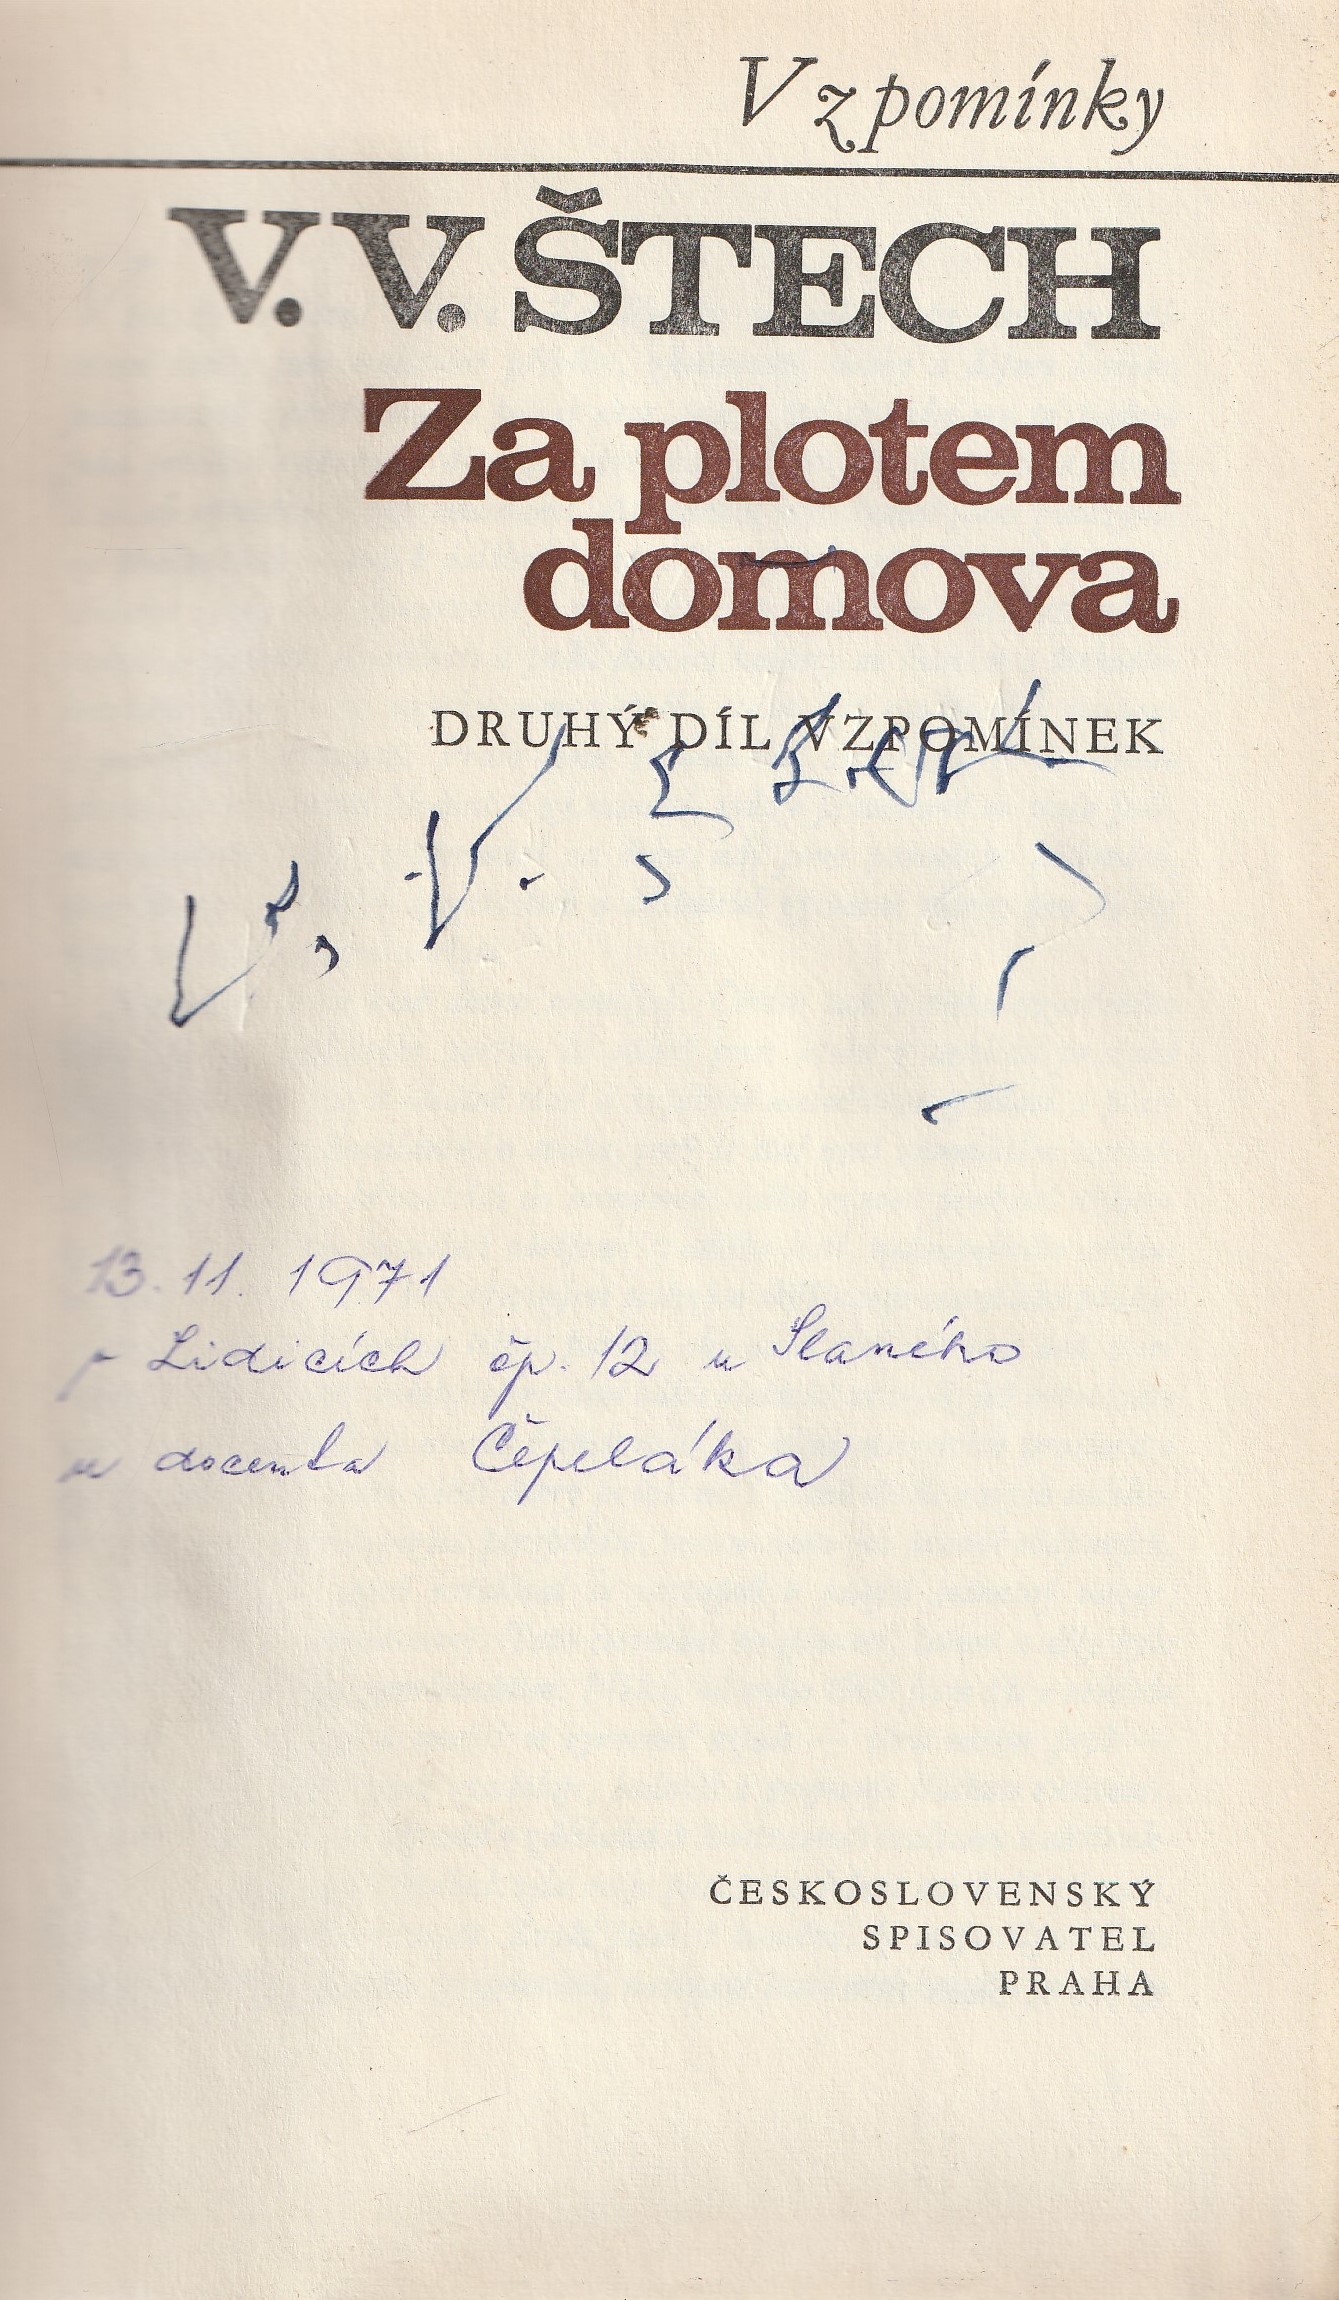 Vzpomínky
V. V. ŠTECH
Za plotem
domova
DRUHÝ DÍL VZPOMÍNEK
V. V. Štech
13. 11. 1971
v Lidicích čp. 12 u Slaného
u docenta Čepeláka
ČESKOSLOVENSKÝ
SPISOVATEL
PRAHA